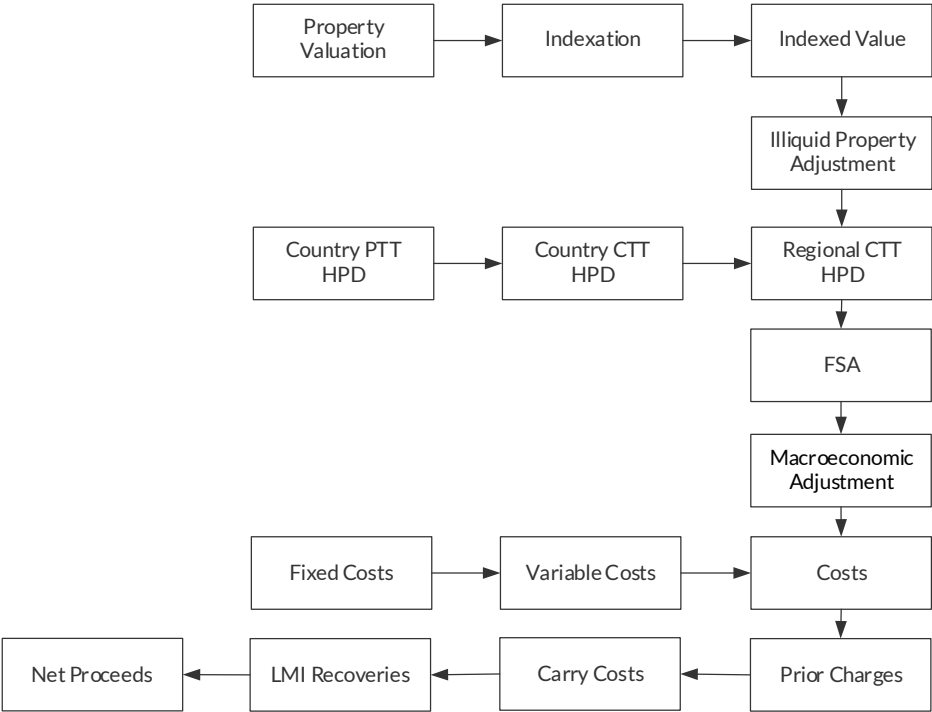 Property
Valuation
Indexation
Indexed Value
Illiquid Property
Adjustment
Country PTT
HPD
Country CTT
HPD
Regional CTT
HPD
FSA
Macroeconomic
Adjustment
Fixed Costs
Variable Costs
Costs
Net Proceeds
LMI Recoveries
Carry Costs
Prior Charges